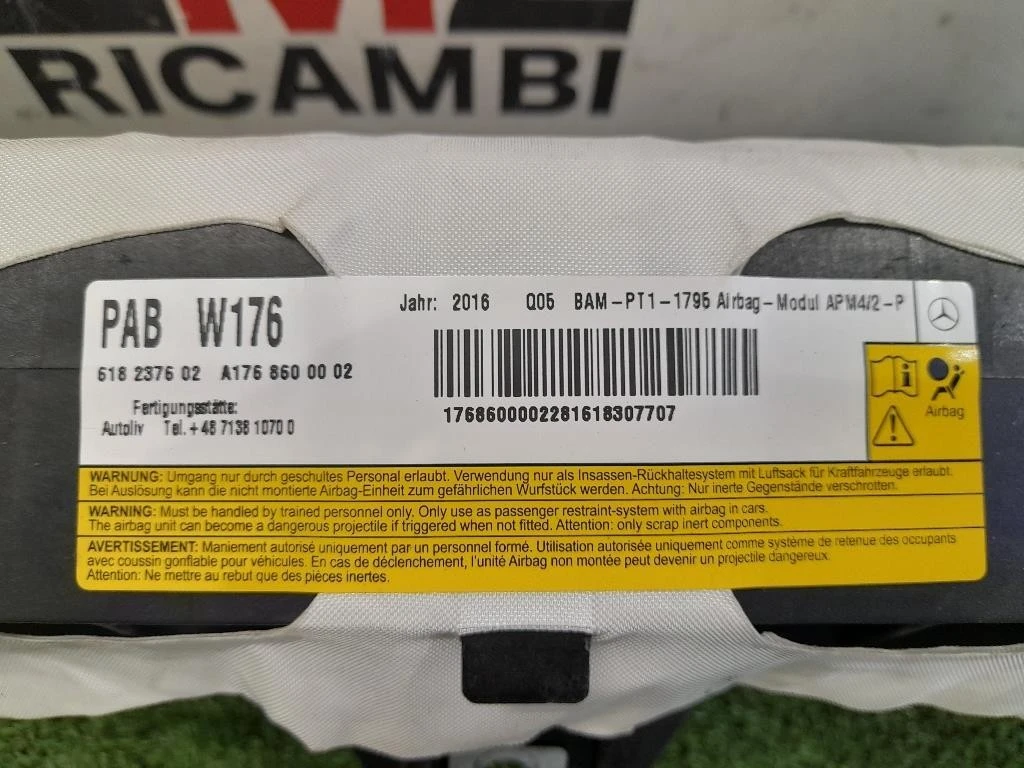 M
RICAMBI
PAB W176
Jahr: 2016 Q05 BAM-PT1-1795 Airbag-Modul APM4/2-P
618 2376 02 A176 860 00 02
Fertigungsstätte:
Autoliv Tel. +48 71381070 0
1768600002281618307707
Airbag
WARNUNG: Umgang nur durch geschultes Personal erlaubt. Verwendung nur als Insassen-Rückhaltesystem mit Luftsack für Kraftfahrzeuge erlaubt.
Bei Auslösung kann die nicht montierte Airbag-Einheit zum gefährlichen Wurfstück werden. Achtung: Nur inerte Gegenstände verschrotten.
WARNING: Must be handled by trained personnel only. Only use as passenger restraint-system with airbag in cars.
The airbag unit can become a dangerous projectile if triggered when not fitted. Attention: only scrap inert components.
AVERTISSEMENT: Maniement autorisé uniquement par un personnel formé. Utilisation autorisée uniquement comme système de retenue des occupants
avec coussin gonflable pour véhicules. En cas de déclenchement, l'unité Airbag non montée peut devenir un projectile dangereux.
Attention: Ne mettre au rebut que des pièces inertes.